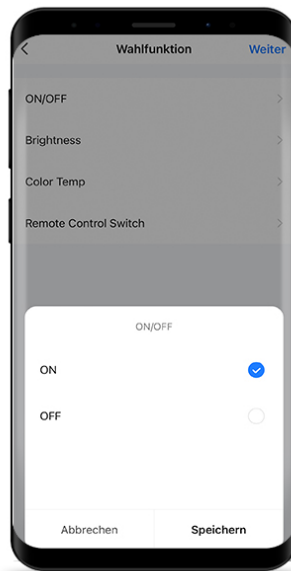 Wahlfunktion Weiter
ON/OFF
Brightness
Color Temp
Remote Control Switch
ON/OFF
ON
OFF
Abbrechen Speichern